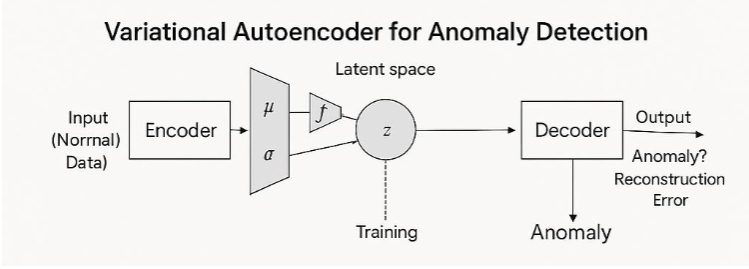 Variational Autoencoder for Anomaly Detection
Latent space
Input
(Norrnal)
Data)
Encoder
μ
σ
f
z
Decoder
Output
Anomaly?
Reconstruction
Error
Training
Anomaly